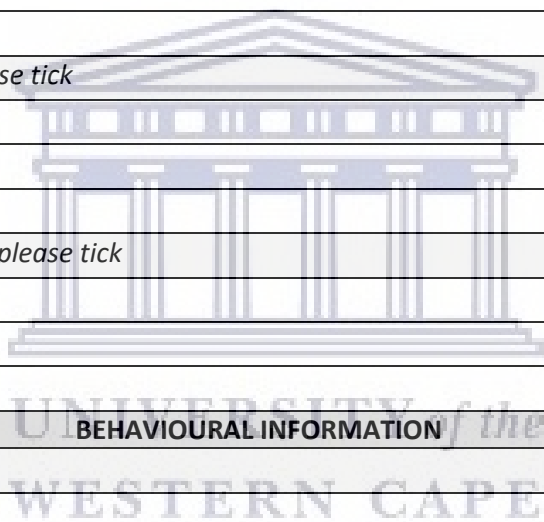 se tick
please tick
BEHAVIOURAL INFORMATION
UNIVERSITY of the
WESTERN CAPE